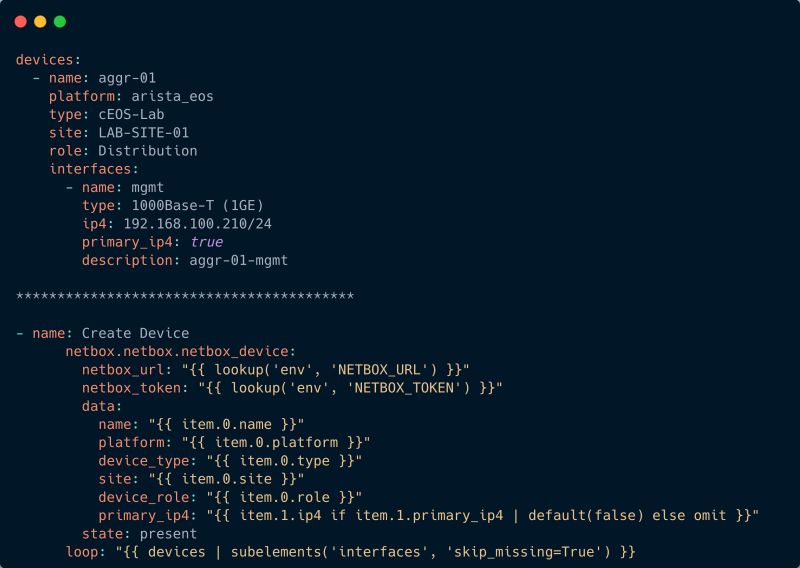 devices:
  - name: aggr-01
    platform: arista_eos
    type: cEOS-Lab
    site: LAB-SITE-01
    role: Distribution
    interfaces:
      - name: mgmt
        type: 1000Base-T (1GE)
        ip4: 192.168.100.210/24
        primary_ip4: true
        description: aggr-01-mgmt
*****************************************
- name: Create Device
      netbox.netbox.netbox_device:
        netbox_url: "{{ lookup('env', 'NETBOX_URL') }}"
        netbox_token: "{{ lookup('env', 'NETBOX_TOKEN') }}"
        data:
          name: "{{ item.0.name }}"
          platform: "{{ item.0.platform }}"
          device_type: "{{ item.0.type }}"
          site: "{{ item.0.site }}"
          device_role: "{{ item.0.role }}"
          primary_ip4: "{{ item.1.ip4 if item.1.primary_ip4 | default(false) else omit }}"
        state: present
      loop: "{{ devices | subelements('interfaces', 'skip_missing=True') }}